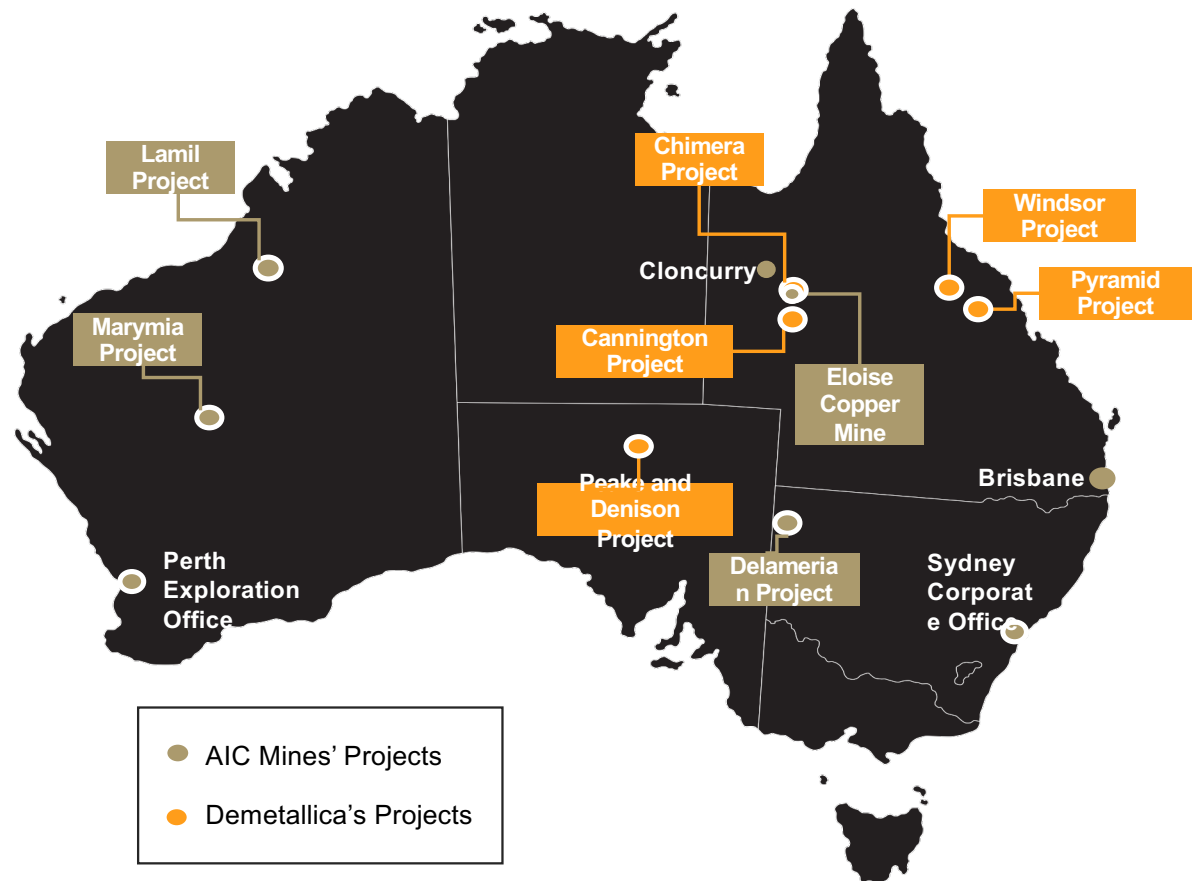 Lamil
Project
Chimera
Project
Windsor
Project
Cloncurry
Pyramid
Project
Marymia
Project
Cannington
Project
Eloise
Copper
Mine
Brisbane
Peake and
Denison
Project
Perth
Exploration
Office
Delameria
n Project
Sydney
Corporat
e Office
AIC Mines’ Projects
Demetallica’s Projects